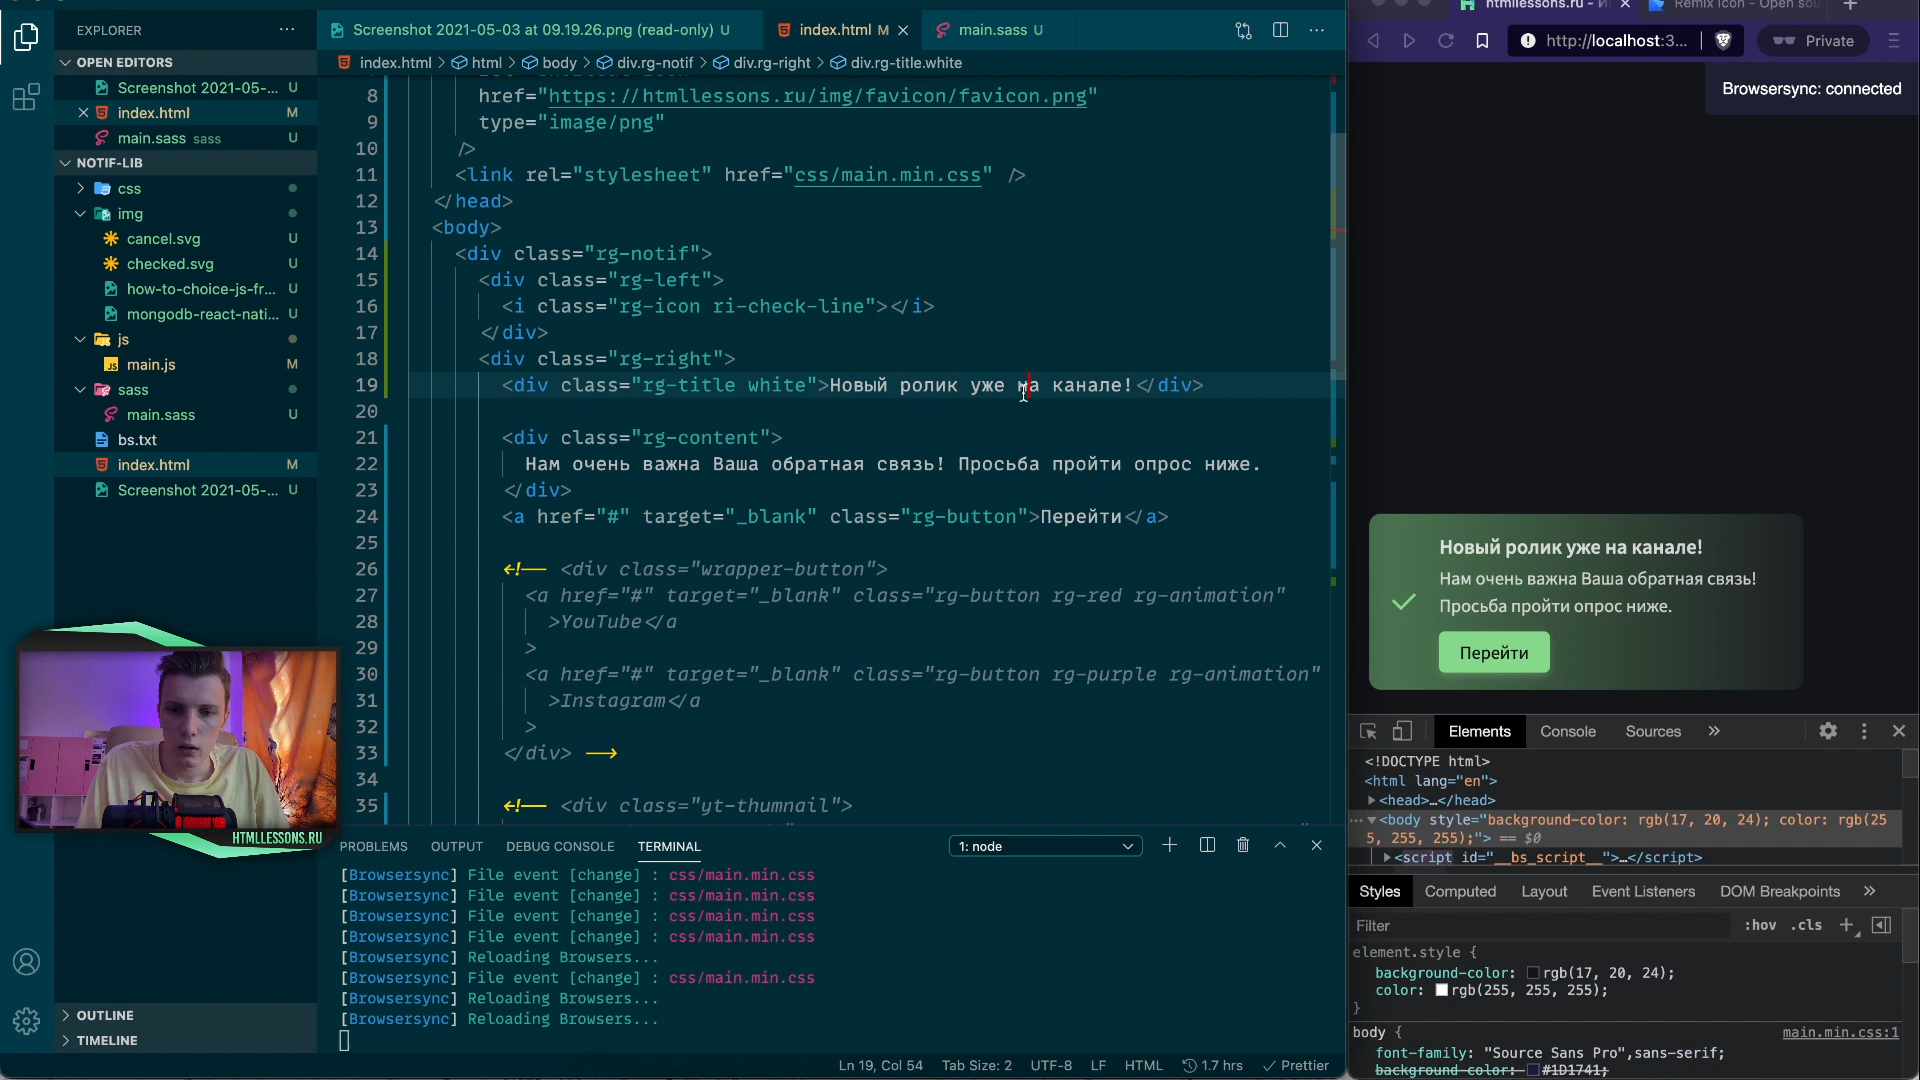 EXPLORER
OPEN EDITORS
Screenshot 2021-05-... U
index.html M
main.sass sass U
NOTIF-LIB
css
img
cancel.svg U
checked.svg U
how-to-choice-js-fr... U
mongodb-react-nati... U
js
main.js M
sass
main.sass U
bs.txt
index.html M
Screenshot 2021-05-... U
HTMLLESSONS.RU
OUTLINE
TIMELINE
Screenshot 2021-05-03 at 09.19.26.png (read-only) U
index.html M
main.sass U
index.html > html > body > div.rg-notif > div.rg-right > div.rg-title.white
8 href="https://htmllessons.ru/img/favicon/favicon.png"
9 type="image/png"
10 />
11 <link rel="stylesheet" href="css/main.min.css" />
12 </head>
13 <body>
14 <div class="rg-notif">
15 <div class="rg-left">
16 <i class="rg-icon ri-check-line"></i>
17 </div>
18 <div class="rg-right">
19 <div class="rg-title white">Новый ролик уже на канале!</div>
20
21 <div class="rg-content">
22 Нам очень важна Ваша обратная связь! Просьба пройти опрос ниже.
23 </div>
24 <a href="#" target="_blank" class="rg-button">Перейти</a>
25
26 <!-- <div class="wrapper-button">
27 <a href="#" target="_blank" class="rg-button rg-red rg-animation"
28 >YouTube</a
29 >
30 <a href="#" target="_blank" class="rg-button rg-purple rg-animation"
31 >Instagram</a
32 >
33 </div> -->
34
35 <!-- <div class="yt-thumnail">
PROBLEMS OUTPUT DEBUG CONSOLE TERMINAL
1: node
[Browsersync] File event [change] : css/main.min.css
[Browsersync] File event [change] : css/main.min.css
[Browsersync] File event [change] : css/main.min.css
[Browsersync] File event [change] : css/main.min.css
[Browsersync] Reloading Browsers...
[Browsersync] File event [change] : css/main.min.css
[Browsersync] Reloading Browsers...
[Browsersync] Reloading Browsers...
Ln 19, Col 54 Tab Size: 2 UTF-8 LF HTML 1.7 hrs Prettier
htmllessons.ru - И
Remix Icon - Open sou
http://localhost:3...
Private
Browsersync: connected
Новый ролик уже на канале!
Нам очень важна Ваша обратная связь!
Просьба пройти опрос ниже.
Перейти
Elements Console Sources
<!DOCTYPE html>
<html lang="en">
<head>…</head>
<body style="background-color: rgb(17, 20, 24); color: rgb(25
5, 255, 255);"> == $0
<script id="__bs_script__">…</script>
Styles Computed Layout Event Listeners DOM Breakpoints
Filter :hov .cls
element.style {
background-color: rgb(17, 20, 24);
color: rgb(255, 255, 255);
}
body { main.min.css:1
font-family: "Source Sans Pro",sans-serif;
background-color: #1D1741;